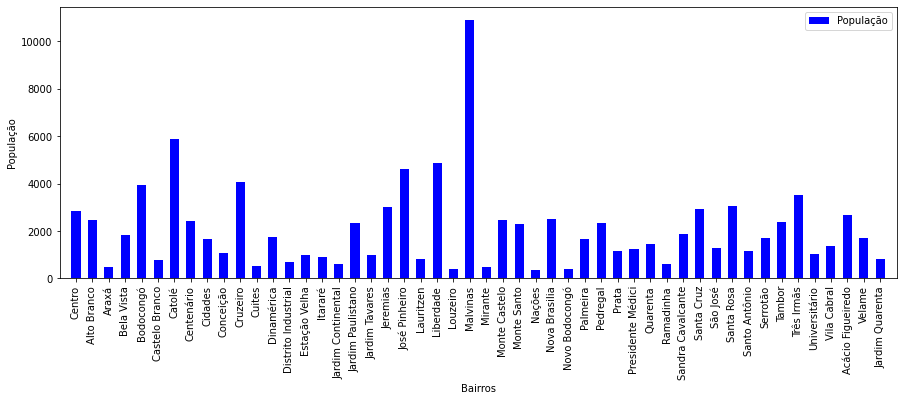 População
10000
8000
6000
4000
2000
0
População
Centro
Alto Branco
Araxá
Bela Vista
Bodocongó
Castelo Branco
Catolé
Centenário
Cidades
Conceição
Cruzeiro
Cuites
Dinamérica
Distrito Industrial
Estação Velha
Itararé
Jardim Continental
Jardim Paulistano
Jardim Tavares
Jeremias
José Pinheiro
Lauritzen
Liberdade
Louzeiro
Malvinas
Mirante
Monte Castelo
Monte Santo
Nações
Nova Brasilia
Novo Bodocongó
Palmeira
Pedregal
Prata
Presidente Médici
Quarenta
Ramadinha
Sandra Cavalcante
Santa Cruz
São José
Santa Rosa
Santo Antônio
Serrotão
Tambor
Três Irmãs
Universitário
Vila Cabral
Acácio Figueiredo
Velame
Jardim Quarenta
Bairros